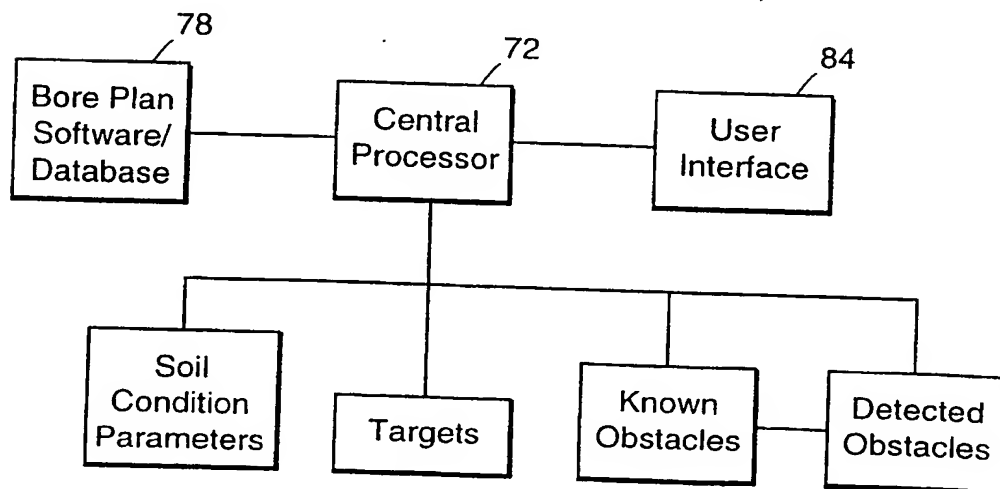 78
72
84
Bore Plan
Software/
Database
Central
Processor
User
Interface
Soil
Condition
Parameters
Targets
Known
Obstacles
Detected
Obstacles